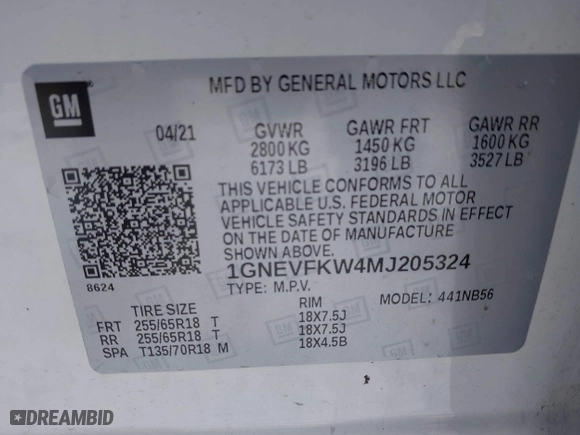 GM
MFD BY GENERAL MOTORS LLC
04/21 GVWR GAWR FRT GAWR RR
2800 KG 1450 KG 1600 KG
6173 LB 3196 LB 3527 LB
THIS VEHICLE CONFORMS TO ALL
APPLICABLE U.S. FEDERAL MOTOR
VEHICLE SAFETY STANDARDS IN EFFECT
ON THE DATE OF MANUFACTURE
SHOWN ABOVE.
8624
1GNEVFKW4MJ205324
TYPE: M.P.V. MODEL: 441NB56
TIRE SIZE RIM
FRT 255/65R18 T 18X7.5J
RR 255/65R18 T 18X7.5J
SPA T135/70R18 M 18X4.5B
DREAMBID